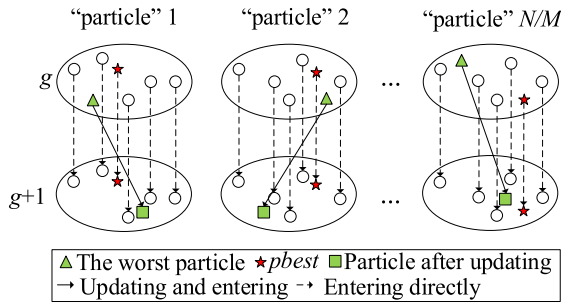 “particle” 1 “particle” 2 “particle” N/M
g
...
...
g+1
The worst particle pbest Particle after updating
Updating and entering Entering directly